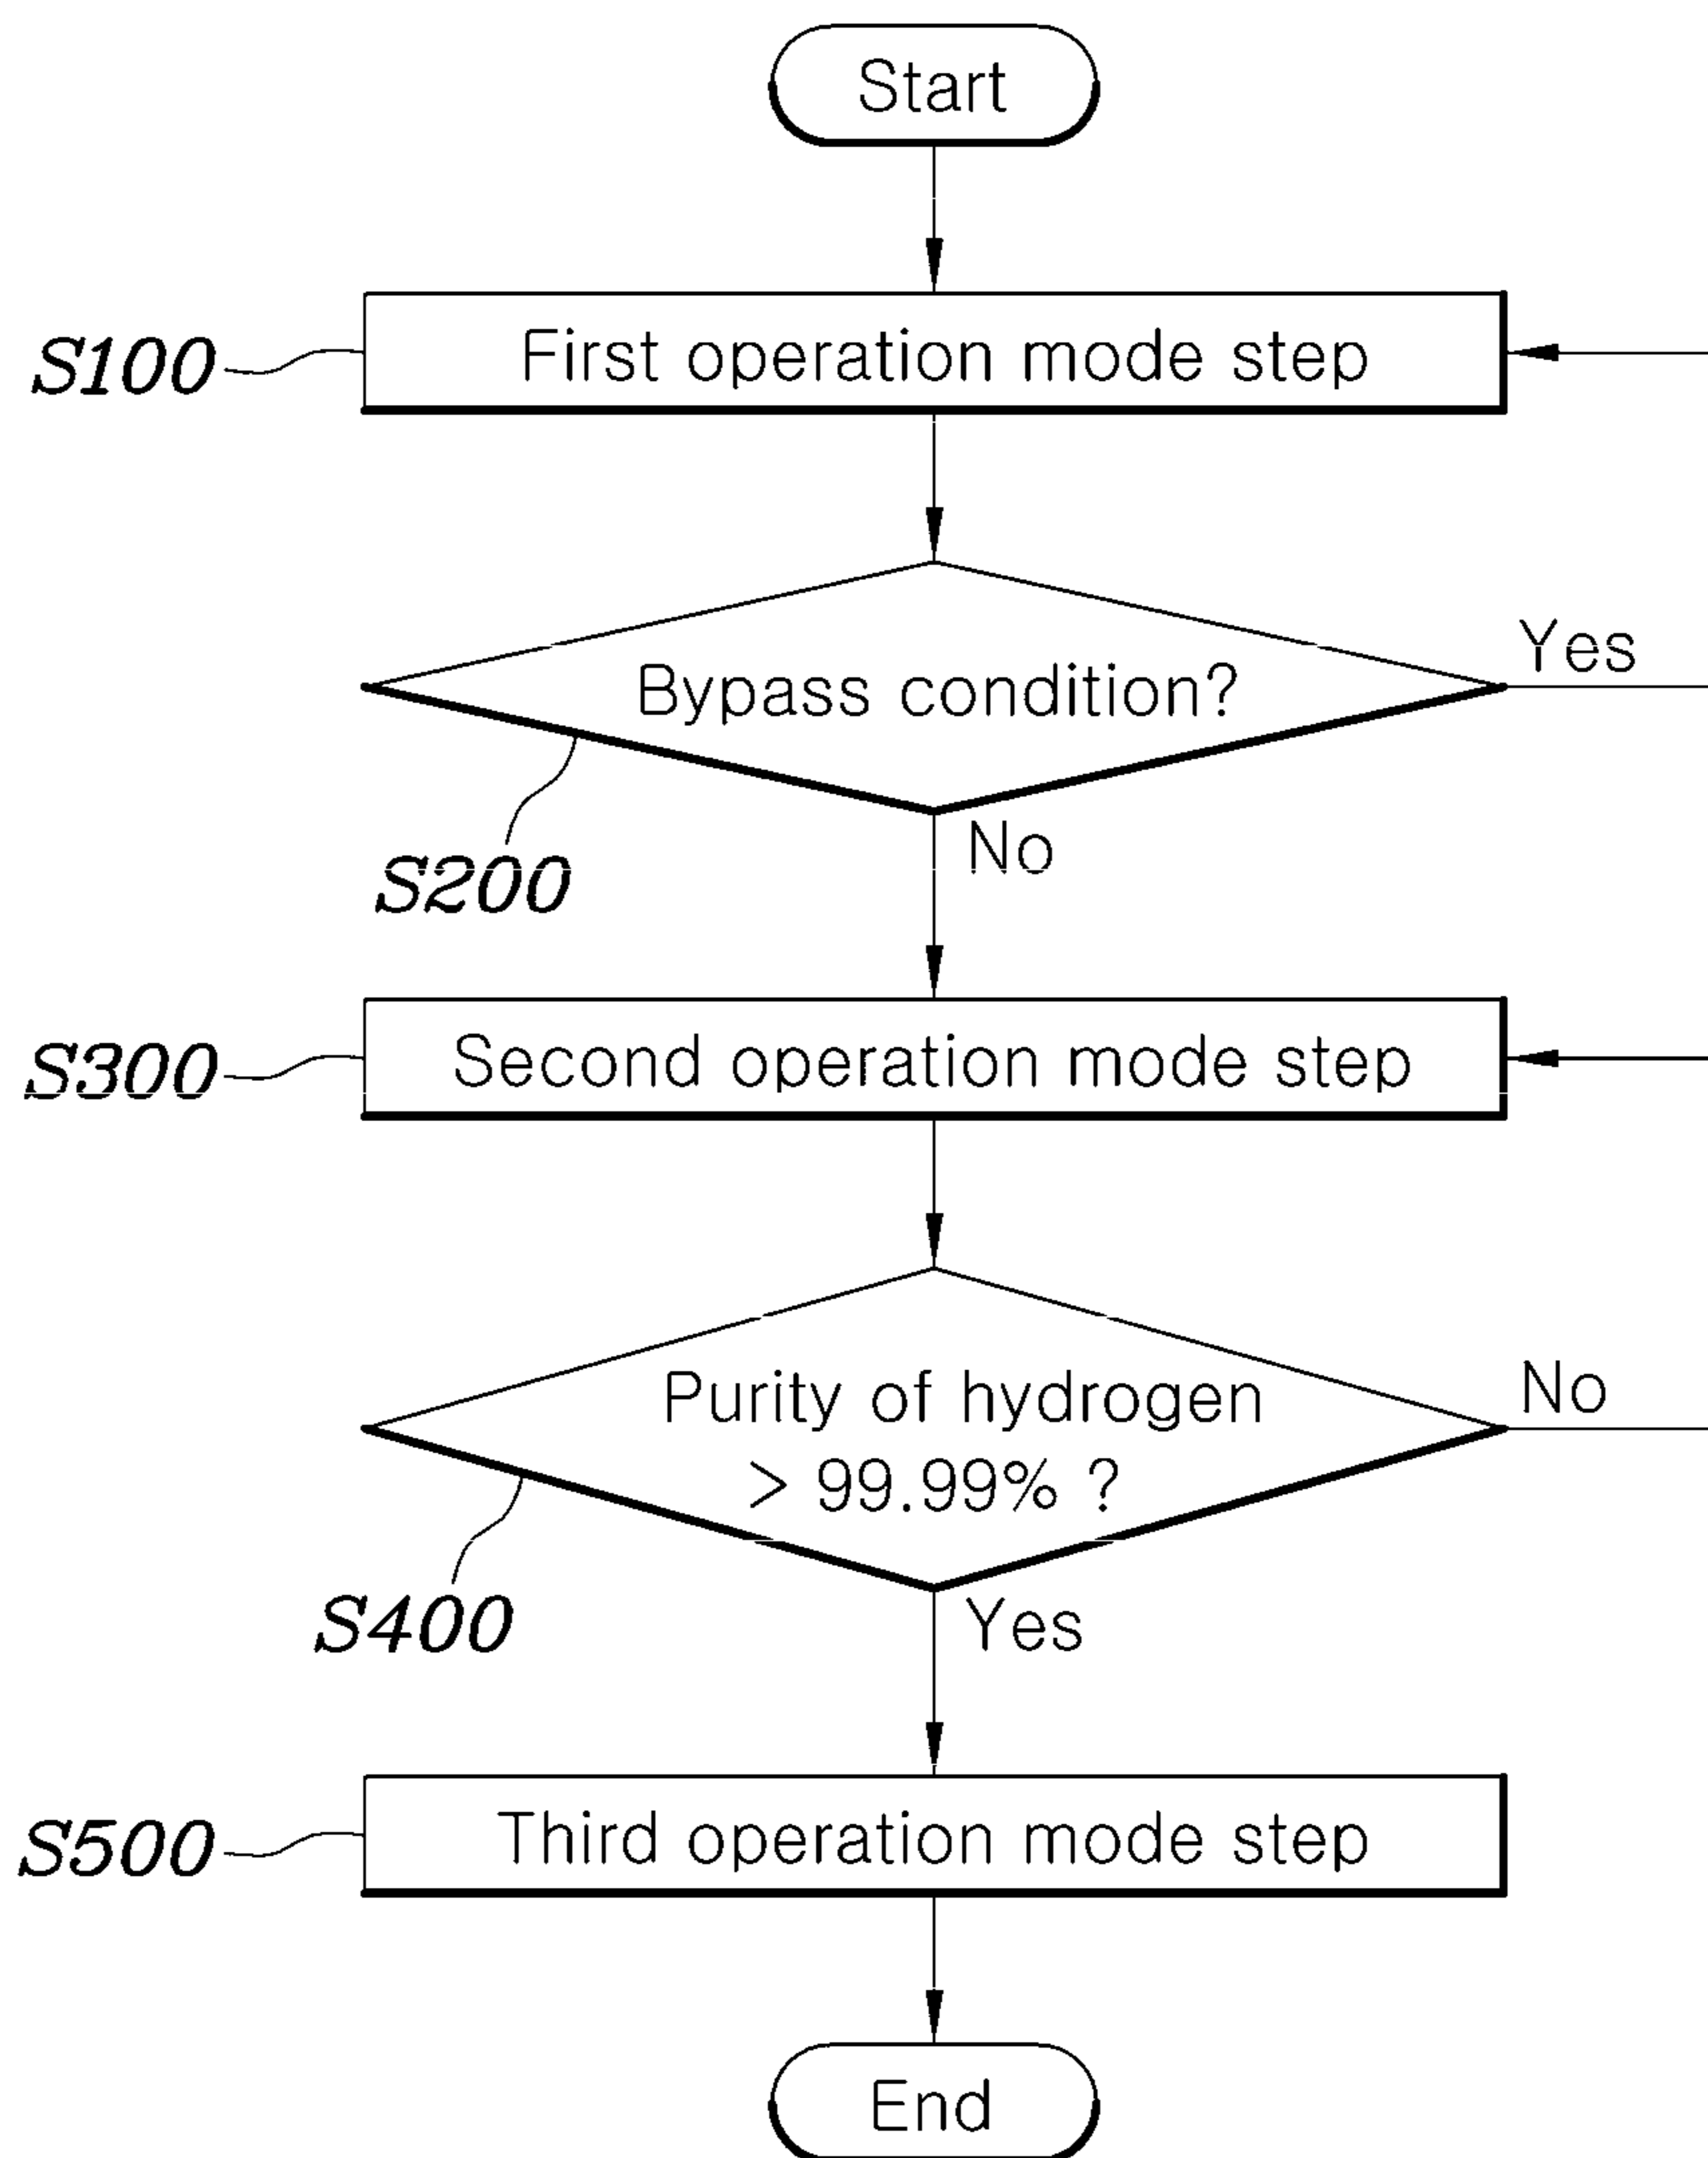 Start
S100
First operation mode step
Bypass condition?
Yes
No
S200
S300
Second operation mode step
Purity of hydrogen
> 99.99% ?
No
S400
Yes
S500
Third operation mode step
End